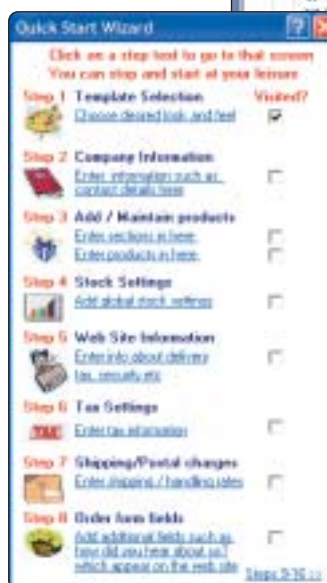 Quick Start Wizard
Click on a step text to go to that screen
You can stop and start at your leisure
Step 1 Template Selection Visited?
Choose desired look and feel
Step 2 Company Information
Enter information such as
contact details here
Step 3 Add / Maintain products
Enter sections in here
Enter products in here
Step 4 Stock Settings
Add global stock settings
Step 5 Web Site Information
Enter info about delivery
tax, security etc
Step 6 Tax Settings
TAX Enter tax information
Step 7 Shipping/Postal charges
Enter shipping / handling rates
Step 8 Order form fields
Add additional fields such as
how did you hear about us?
which appear on the web site
Steps 9-16 >>